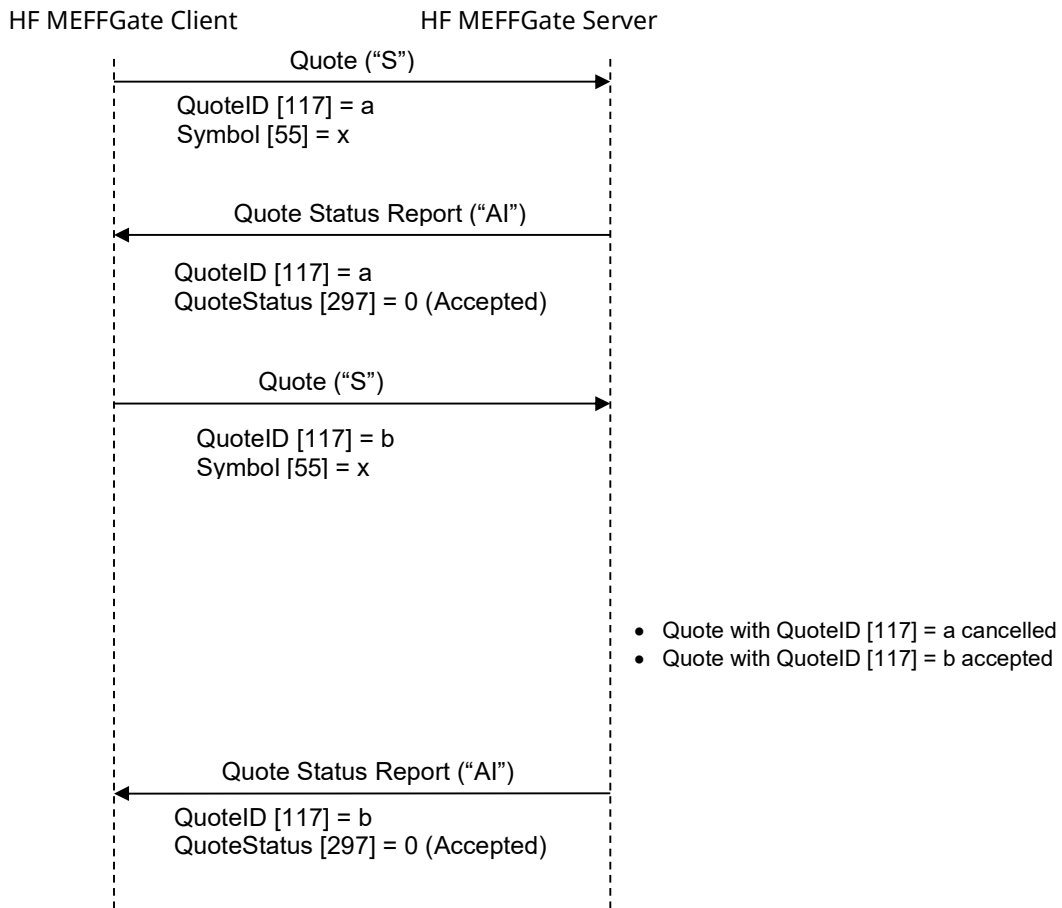 HF MEFFGate Client HF MEFFGate Server
Quote (“S”)
QuoteID [117] = a
Symbol [55] = x
Quote Status Report (“AI”)
QuoteID [117] = a
QuoteStatus [297] = 0 (Accepted)
Quote (“S”)
QuoteID [117] = b
Symbol [55] = x
• Quote with QuoteID [117] = a cancelled
• Quote with QuoteID [117] = b accepted
Quote Status Report (“AI”)
QuoteID [117] = b
QuoteStatus [297] = 0 (Accepted)